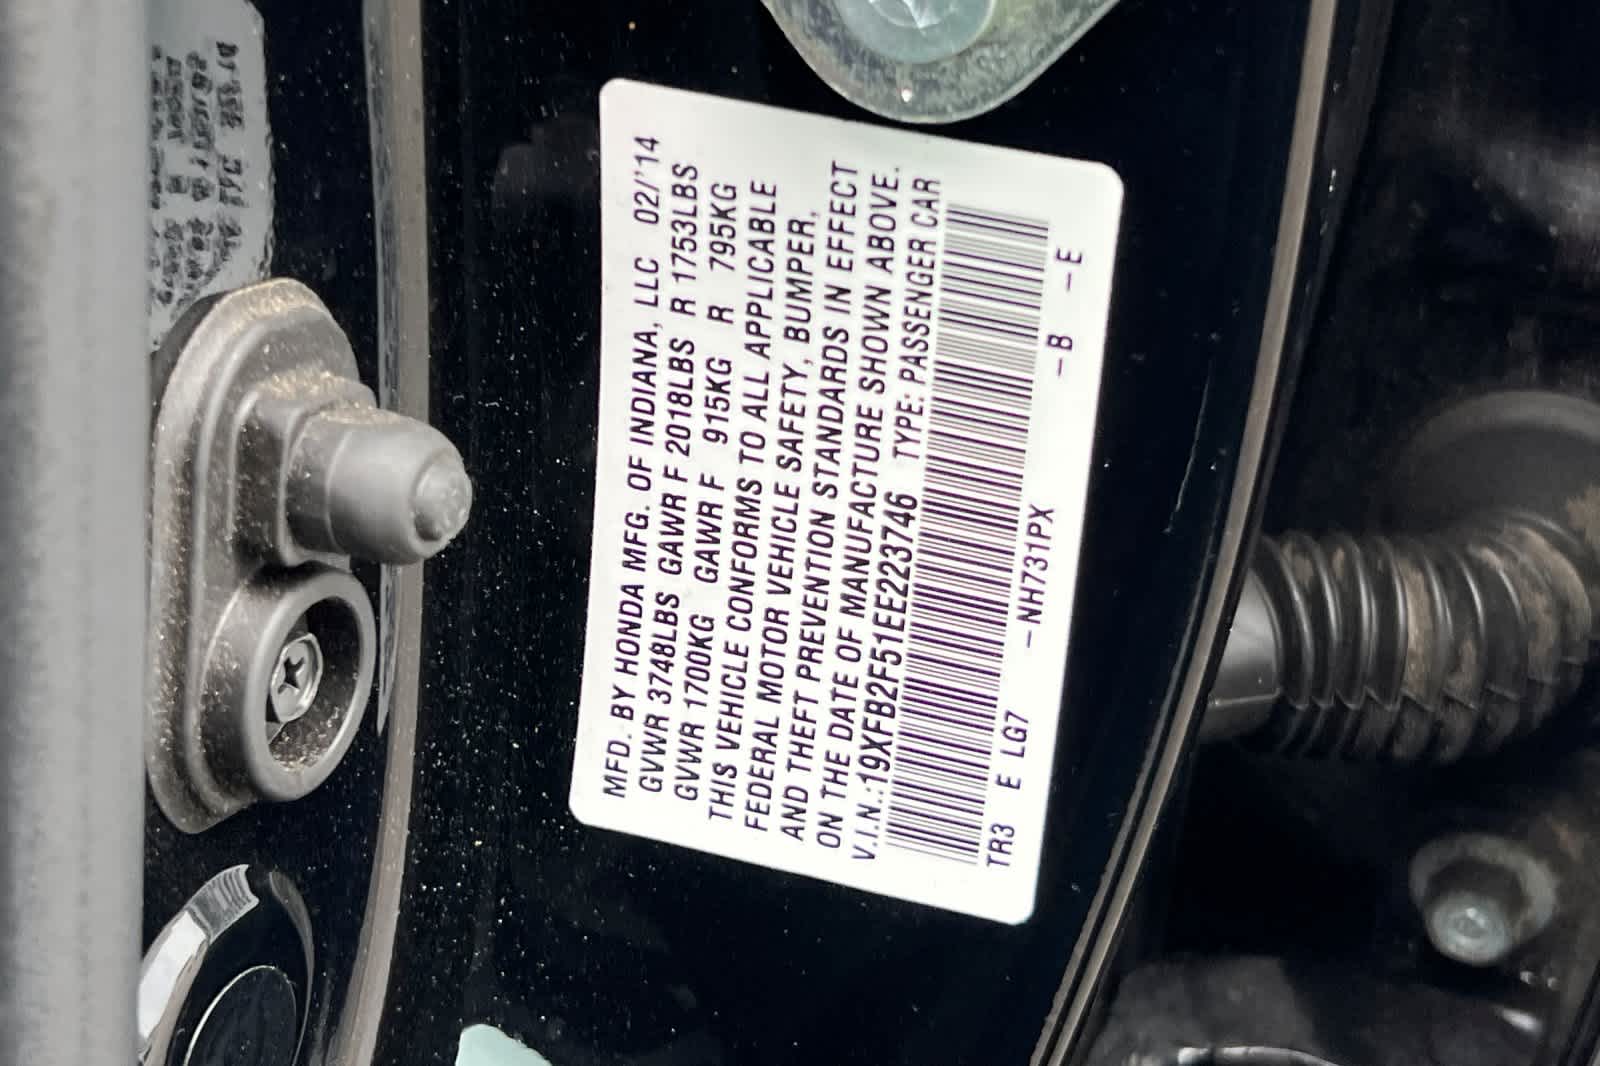 MFD. BY HONDA MFG. OF INDIANA, LLC 02/'14
GVWR 3748LBS GAWR F 2018LBS R 1753LBS
GVWR 1700KG GAWR F 915KG R 795KG
THIS VEHICLE CONFORMS TO ALL APPLICABLE
FEDERAL MOTOR VEHICLE SAFETY, BUMPER,
AND THEFT PREVENTION STANDARDS IN EFFECT
ON THE DATE OF MANUFACTURE SHOWN ABOVE.
V.I.N.:19XFB2F51EE223746 TYPE: PASSENGER CAR
TR3 E LG7 –NH731PX –B –E